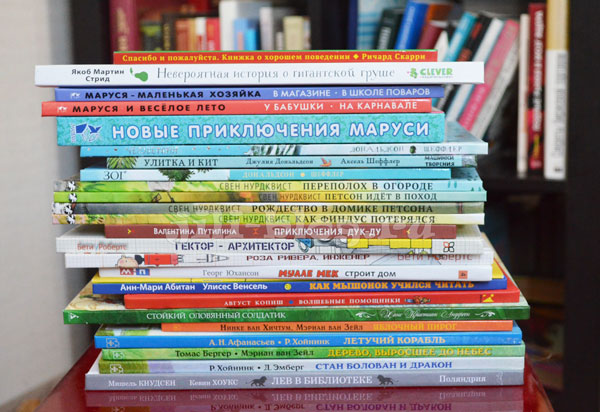 Спасибо и пожалуйста. Книжка о хорошем поведении ♦ Ричард Скарри
Якоб Мартин Стрид Невероятная история о гигантской груше CLEVER
МАРУСЯ - МАЛЕНЬКАЯ ХОЗЯЙКА В МАГАЗИНЕ · В ШКОЛЕ ПОВАРОВ
МАРУСЯ И ВЕСЁЛОЕ ЛЕТО У БАБУШКИ · НА КАРНАВАЛЕ
НОВЫЕ ПРИКЛЮЧЕНИЯ МАРУСИ
ДОНАЛЬДСОН
УЛИТКА И КИТ Джулия Дональдсон Аксель Шеффлер МАШИНЫ ТВОРЕНИЯ
ЗОГ ДОНАЛЬДСОН ШЕФФЛЕР
СВЕН НУРДКВИСТ ПЕРЕПОЛОХ В ОГОРОДЕ
СВЕН НУРДКВИСТ ПЕТСОН ИДЁТ В ПОХОД
СВЕН НУРДКВИСТ РОЖДЕСТВО В ДОМИКЕ ПЕТСОНА
СВЕН НУРДКВИСТ КАК ФИНДУС ПОТЕРЯЛСЯ
ВАЛЕНТИНА ПУТИЛИНА ПРИКЛЮЧЕНИЯ ДУК-ДУ
Бети Робертс ГЕКТОР - АРХИТЕКТОР
РОЗА РИВЕРА, ИНЖЕНЕР Бети Робертс
Георг Юхансон МУЛЛЕ МЕК СТРОИТ ДОМ
Анн-Мари Абитан Улисес Венсель КАК МЫШОНОК УЧИЛСЯ ЧИТАТЬ
АВГУСТ КОПИШ ВОЛШЕБНЫЕ ПОМОЩНИКИ
СТОЙКИЙ ОЛОВЯННЫЙ СОЛДАТИК Ханс Кристиан Андерсен
Нинке ван Хичтум, Мэриан ван Зейл ЯБЛОЧНЫЙ ПИРОГ
А.Н. Афанасьев · Р. Хойнинк ЛЕТУЧИЙ КОРАБЛЬ
Томас Бергер · Мэриан ван Зейл ДЕРЕВО, ВЫРОСШЕЕ ДО НЕБЕС
Р. Хойнинк · Д. Эмберг СТАН БОЛОВАН И ДРАКОН
Мишель КНУДСЕН Кевин ХОУКС ЛЕВ В БИБЛИОТЕКЕ Поляндрия